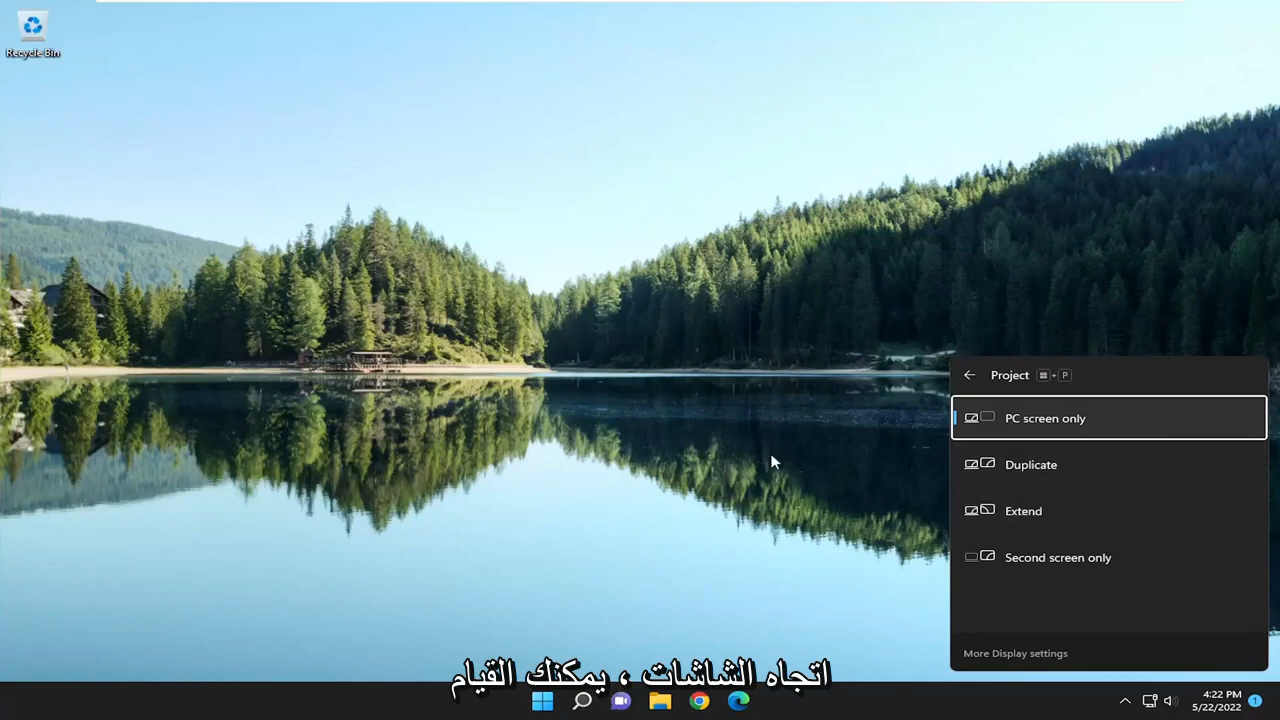 Recycle Bin
Project + P
PC screen only
Duplicate
Extend
Second screen only
More Display settings
اتجاه الشاشات ، يمكنك القيام
4:22 PM
5/22/2022
1